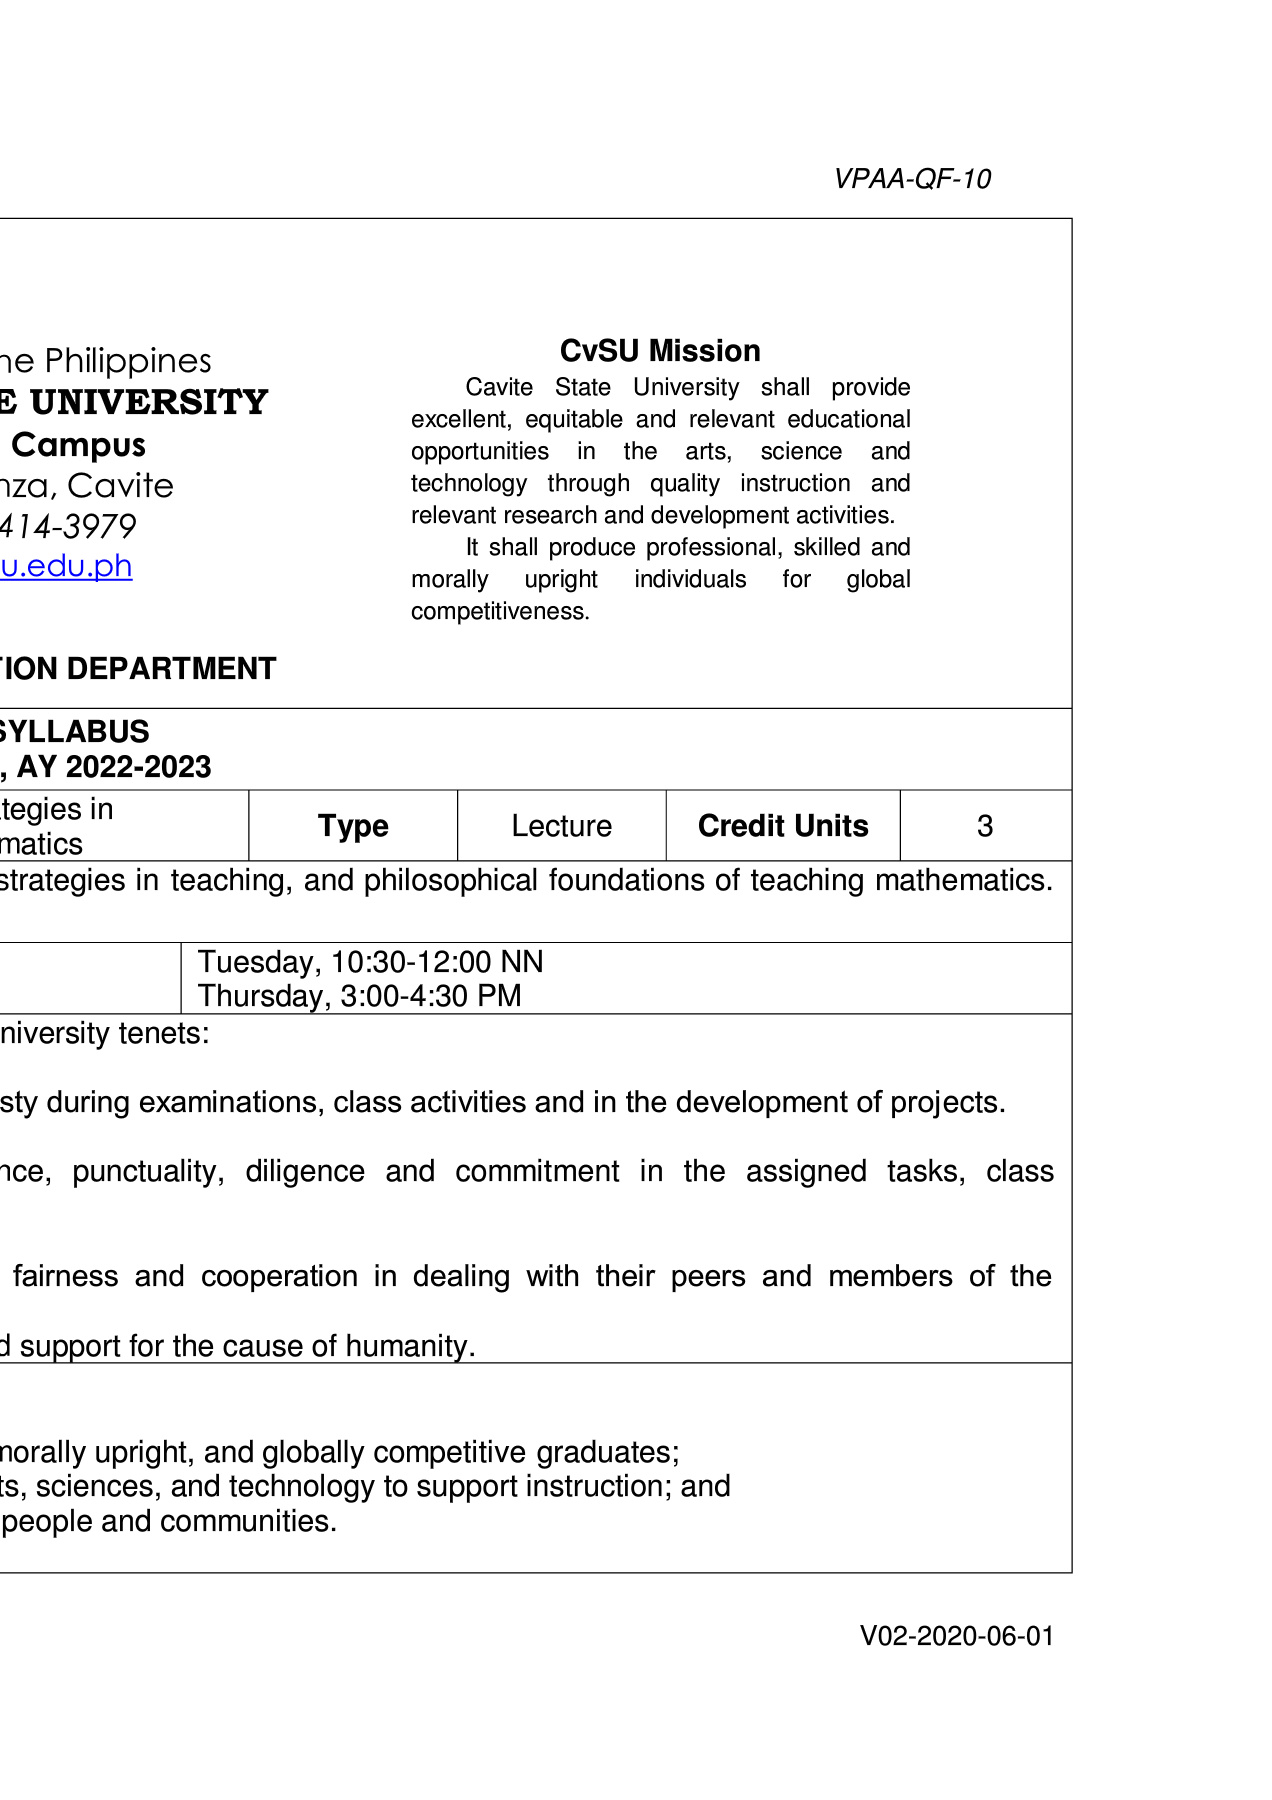 VPAA-QF-10
ne Philippines
E UNIVERSITY
Campus
nza, Cavite
414-3979
u.edu.ph
TION DEPARTMENT
CvSU Mission
Cavite State University shall provide
excellent, equitable and relevant educational
opportunities in the arts, science and
technology through quality instruction and
relevant research and development activities.
It shall produce professional, skilled and
morally upright individuals for global
competitiveness.
SYLLABUS
, AY 2022-2023
tegies in
matics
Type
Lecture
Credit Units
3
strategies in teaching, and philosophical foundations of teaching mathematics.
Tuesday, 10:30-12:00 NN
Thursday, 3:00-4:30 PM
niversity tenets:
sty during examinations, class activities and in the development of projects.
nce, punctuality, diligence and commitment in the assigned tasks, class
fairness and cooperation in dealing with their peers and members of the
d support for the cause of humanity.
morally upright, and globally competitive graduates;
ts, sciences, and technology to support instruction; and
people and communities.
V02-2020-06-01